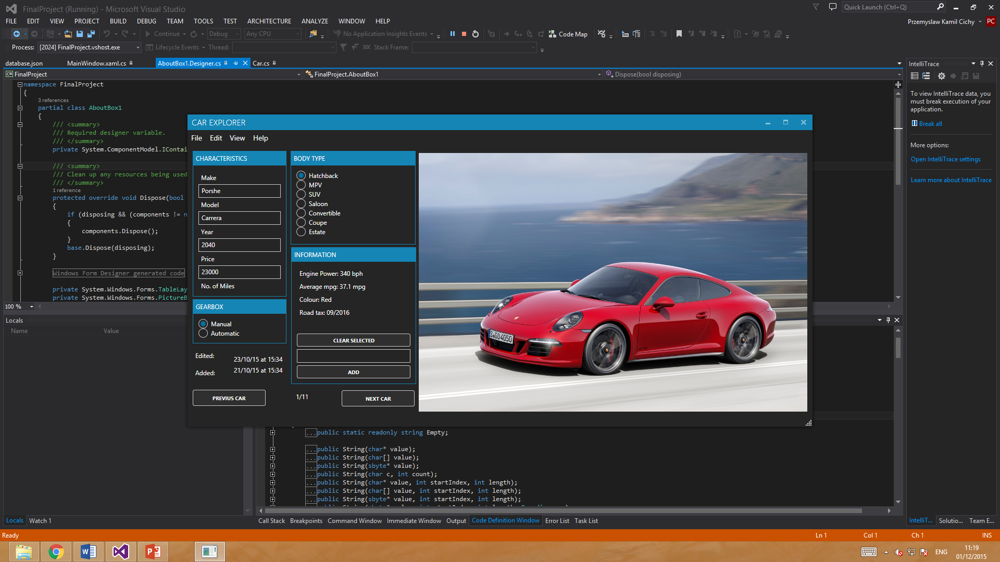 FinalProject (Running) - Microsoft Visual Studio
Quick Launch (Ctrl+Q)
FILE EDIT VIEW PROJECT BUILD DEBUG TEAM TOOLS TEST ARCHITECTURE ANALYZE WINDOW HELP
Przemyslaw Kamil Cichy PC
Continue Debug Any CPU No Application Insights Events Code Map
Process: [2024] FinalProject.vshost.exe Lifecycle Events Thread: Stack Frame:
database.json MainWindow.xaml.cs AboutBox1.Designer.cs Car.cs
C# FinalProject FinalProject.AboutBox1 Dispose(bool disposing)
namespace FinalProject
{
3 references
partial class AboutBox1
{
/// <summary>
/// Required designer variable.
/// </summary>
private System.ComponentModel.IContai
/// <summary>
/// Clean up any resources being used
/// </summary>
1 reference
protected override void Dispose(bool
{
if (disposing && (components != n
{
components.Dispose();
}
base.Dispose(disposing);
}
Windows Form Designer generated code
private System.Windows.Forms.TableLay
private System.Windows.Forms.PictureB
100 %
Locals
Name Value
CAR EXPLORER
File Edit View Help
CHARACTERISTICS
Make
Porshe
Model
Carrera
Year
2040
Price
23000
No. of Miles
GEARBOX
Manual
Automatic
Edited: 23/10/15 at 15:34
Added: 21/10/15 at 15:34
PREVIUS CAR
BODY TYPE
Hatchback
MPV
SUV
Saloon
Convertible
Coupe
Estate
INFORMATION
Engine Power: 340 bph
Average mpg: 37.1 mpg
Colour: Red
Road tax: 09/2016
CLEAR SELECTED
ADD
1/11
NEXT CAR
S GO 4050
IntelliTrace
To view IntelliTrace data, you
must break execution of your
application.
Break all
More options:
Open IntelliTrace settings
Learn more about IntelliTrace
...public static readonly string Empty;
...public String(char* value);
...public String(char[] value);
...public String(sbyte* value);
...public String(char c, int count);
...public String(char* value, int startIndex, int length);
...public String(char[] value, int startIndex, int length);
...public String(sbyte* value, int startIndex, int length);
Locals Watch 1
Call Stack Breakpoints Command Window Immediate Window Output Code Definition Window Error List Task List
IntelliT... Solutio... Team E...
Ready
Ln 1 Col 1 Ch 1 INS
ENG
11:19
01/12/2015